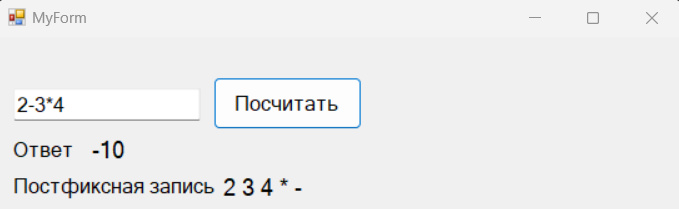 MyForm
2-3*4 Посчитать
Ответ -10
Постфиксная запись 2 3 4 * -